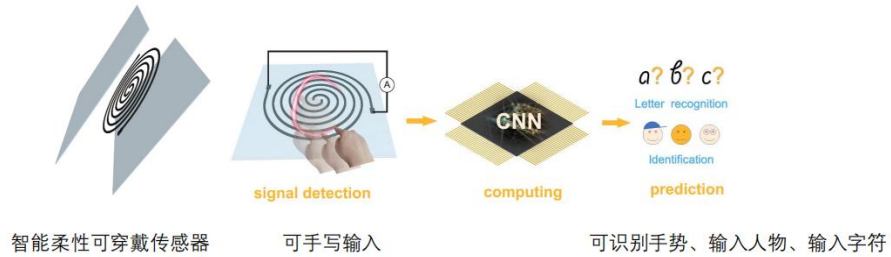 A
CNN
a? b? c?
Letter recognition
Identification
signal detection
computing
prediction
智能柔性可穿戴传感器
可手写输入
可识别手势、输入人物、输入字符